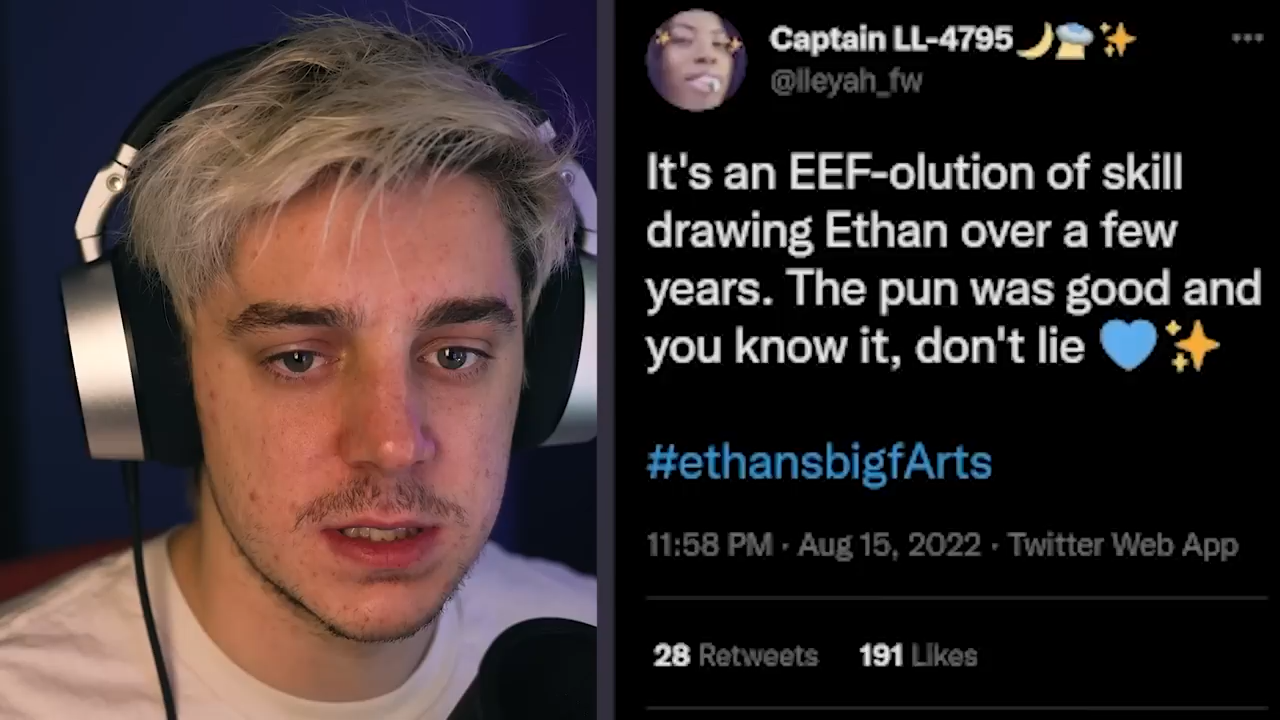 Captain LL-4795🌙🔮✨
@lleyah_fw
It's an EEF-olution of skill
drawing Ethan over a few
years. The pun was good and
you know it, don't lie 💙✨
#ethansbigfArts
11:58 PM · Aug 15, 2022 · Twitter Web App
28 Retweets 191 Likes